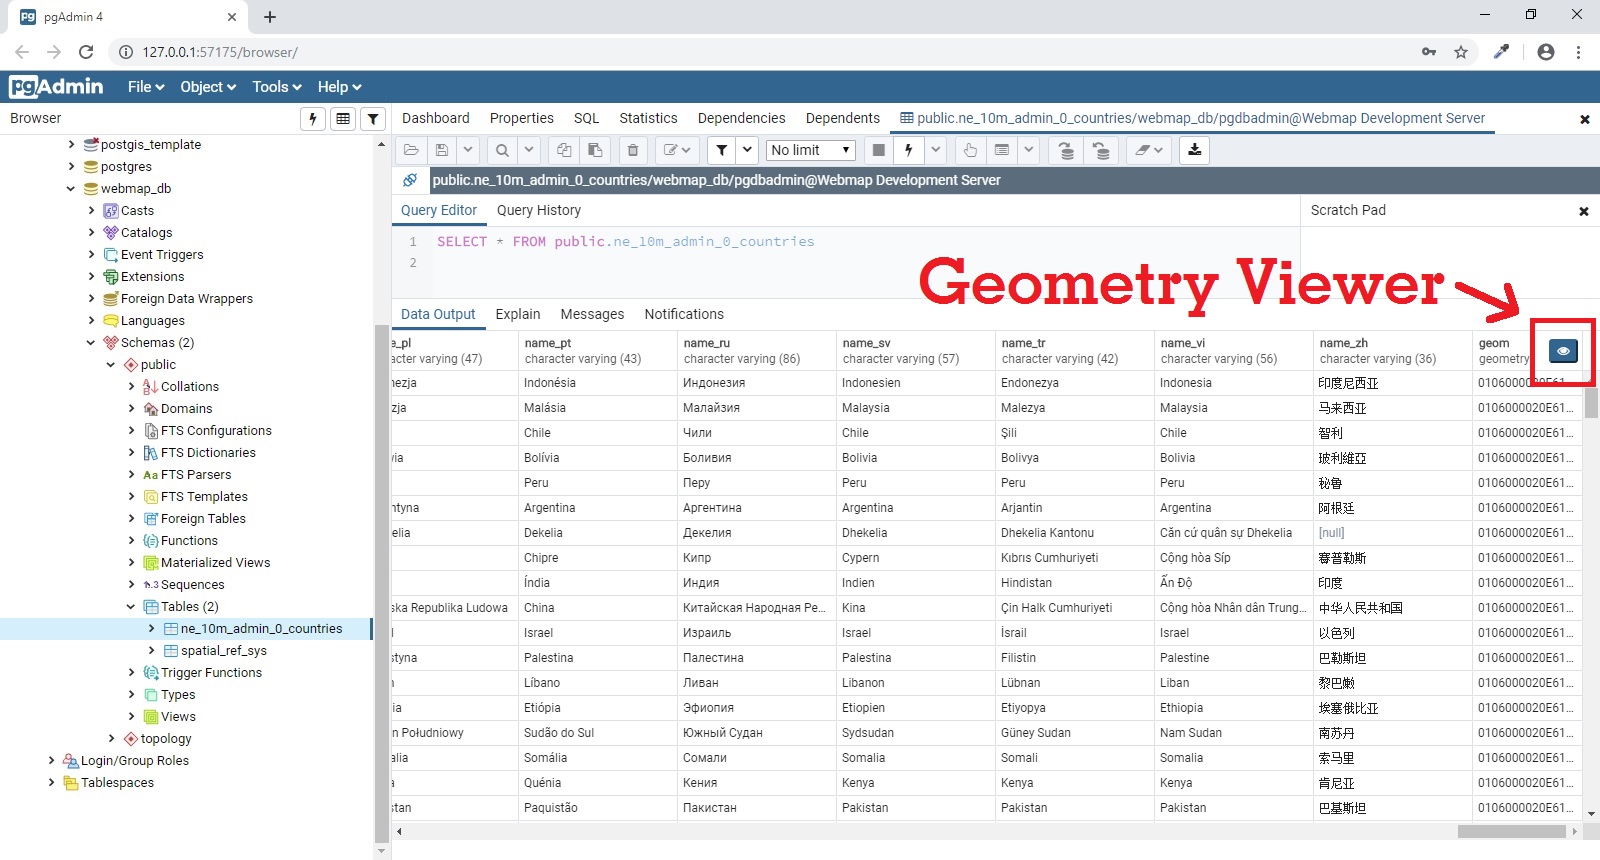 pgAdmin 4
127.0.0.1:57175/browser/
pgAdmin File Object Tools Help
Browser
postgis_template
postgres
webmap_db
Casts
Catalogs
Event Triggers
Extensions
Foreign Data Wrappers
Languages
Schemas (2)
public
Collations
Domains
FTS Configurations
FTS Dictionaries
FTS Parsers
FTS Templates
Foreign Tables
Functions
Materialized Views
Sequences
Tables (2)
ne_10m_admin_0_countries
spatial_ref_sys
Trigger Functions
Types
Views
topology
Login/Group Roles
Tablespaces
Dashboard Properties SQL Statistics Dependencies Dependents public.ne_10m_admin_0_countries/webmap_db/pgdbadmin@Webmap Development Server
No limit
public.ne_10m_admin_0_countries/webmap_db/pgdbadmin@Webmap Development Server
Query Editor Query History Scratch Pad
1 SELECT * FROM public.ne_10m_admin_0_countries
2
Geometry Viewer
Data Output Explain Messages Notifications
e_pl name_pt name_ru name_sv name_tr name_vi name_zh geom
acter varying (47) character varying (43) character varying (86) character varying (57) character varying (42) character varying (56) character varying (36) geometry
nezja Indonésia Индонезия Indonesien Endonezya Indonesia 印度尼西亚 0106000020E61...
zja Malásia Малайзия Malaysia Malezya Malaysia 马来西亚 0106000020E61...
Chile Чили Chile Şili Chile 智利 0106000020E61...
via Bolívia Боливия Bolivia Bolivya Bolivia 玻利維亞 0106000020E61...
Peru Перу Peru Peru Peru 秘鲁 0106000020E61...
ntyna Argentina Аргентина Argentina Arjantin Argentina 阿根廷 0106000020E61...
elia Dekelia Декелия Dhekelia Dhekelia Kantonu Căn cứ quân sự Dhekelia [null] 0106000020E61...
Chipre Кипр Cypern Kıbrıs Cumhuriyeti Cộng hòa Síp 賽普勒斯 0106000020E61...
Índia Индия Indien Hindistan Ấn Độ 印度 0106000020E61...
ska Republika Ludowa China Китайская Народная Ре... Kina Çin Halk Cumhuriyeti Cộng hòa Nhân dân Trung... 中华人民共和国 0106000020E61...
l Israel Израиль Israel İsrail Israel 以色列 0106000020E61...
styna Palestina Палестина Palestina Filistin Palestine 巴勒斯坦 0106000020E61...
Líbano Ливан Libanon Lübnan Liban 黎巴嫩 0106000020E61...
ia Etiópia Эфиопия Etiopien Etiyopya Ethiopia 埃塞俄比亚 0106000020E61...
n Południowy Sudão do Sul Южный Судан Sydsudan Güney Sudan Nam Sudan 南苏丹 0106000020E61...
alia Somália Сомали Somalia Somali Somalia 索马里 0106000020E61...
a Quénia Кения Kenya Kenya Kenya 肯尼亚 0106000020E61...
stan Paquistão Пакистан Pakistan Pakistan Pakistan 巴基斯坦 0106000020E61...